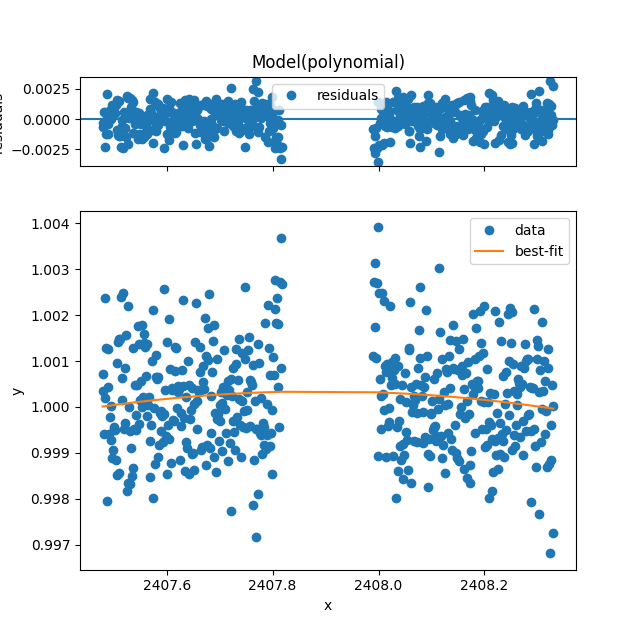 Model(polynomial)
residuals
0.0025
0.0000
−0.0025
residuals
data
best-fit
1.004
1.003
1.002
1.001
1.000
0.999
0.998
0.997
y
2407.6
2407.8
2408.0
2408.2
x